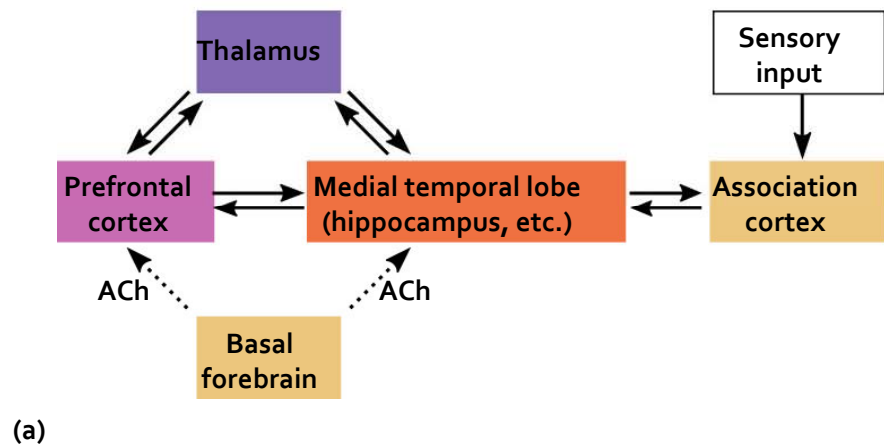 Thalamus
Sensory
input
Prefrontal
cortex
Medial temporal lobe
(hippocampus, etc.)
Association
cortex
ACh
ACh
Basal
forebrain
(a)